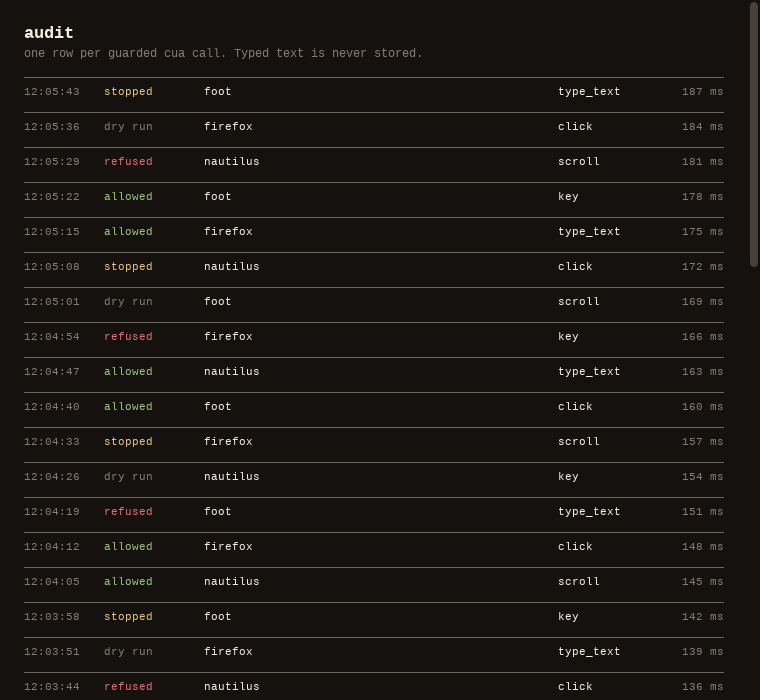 audit
one row per guarded cua call. Typed text is never stored.
12:05:43 stopped foot type_text 187 ms
12:05:36 dry run firefox click 184 ms
12:05:29 refused nautilus scroll 181 ms
12:05:22 allowed foot key 178 ms
12:05:15 allowed firefox type_text 175 ms
12:05:08 stopped nautilus click 172 ms
12:05:01 dry run foot scroll 169 ms
12:04:54 refused firefox key 166 ms
12:04:47 allowed nautilus type_text 163 ms
12:04:40 allowed foot click 160 ms
12:04:33 stopped firefox scroll 157 ms
12:04:26 dry run nautilus key 154 ms
12:04:19 refused foot type_text 151 ms
12:04:12 allowed firefox click 148 ms
12:04:05 allowed nautilus scroll 145 ms
12:03:58 stopped foot key 142 ms
12:03:51 dry run firefox type_text 139 ms
12:03:44 refused nautilus click 136 ms